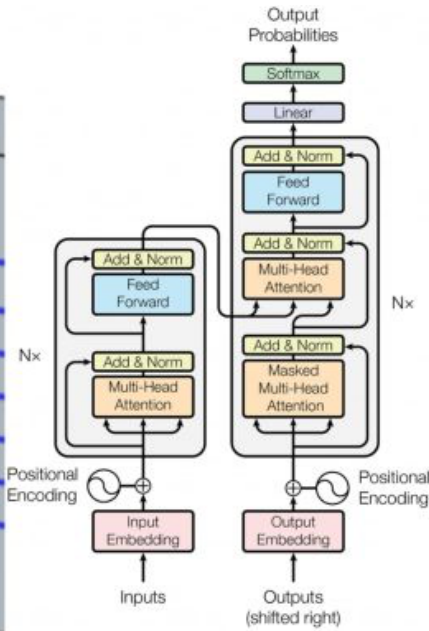 Output
Probabilities
Softmax
Linear
Add & Norm
Feed
Forward
Add & Norm
Multi-Head
Attention
Add & Norm
Masked
Multi-Head
Attention
Nx
Add & Norm
Feed
Forward
Nx
Add & Norm
Multi-Head
Attention
Positional
Encoding
Positional
Encoding
Input
Embedding
Output
Embedding
Inputs
Outputs
(shifted right)